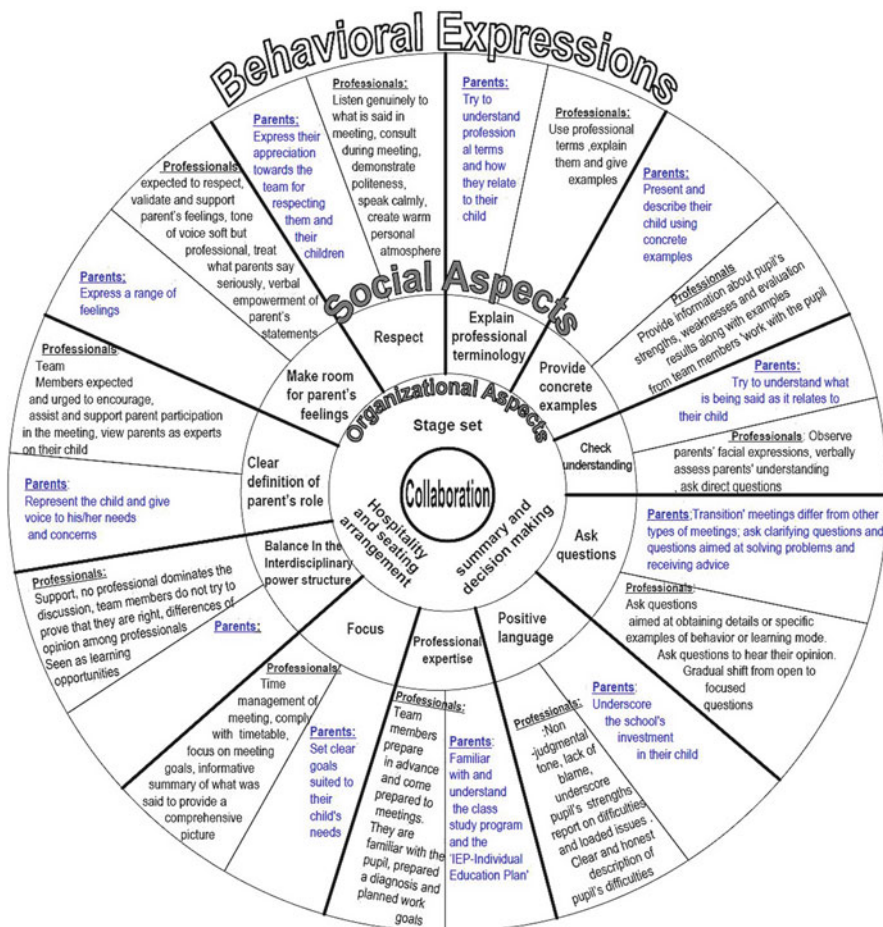 Behavioral Expressions
Social Aspects
Organizational Aspects
Stage set
Collaboration
Hospitality
and seating
arrangement
summary and
decision making
Respect
Explain
professional
terminology
Provide
concrete
examples
Check
understanding
Ask
questions
Positive
language
Professional
expertise
Focus
Balance In the
Interdisciplinary
power structure
Clear
definition of
parent's role
Make room
for parent's
feelings
Parents:
Express their
appreciation
towards the
team for
respecting
them and
their
children
Professionals:
Listen genuinely to
what is said in
meeting, consult
during meeting,
demonstrate
politeness,
speak calmly,
create warm
personal
atmosphere
Parents:
Try to
understand
profession
al terms
and how
they relate
to their
child
Professionals:
Use professional
terms ,explain
them and give
examples
Parents:
Present and
describe their
child using
concrete
examples
Professionals
Provide information about pupil's
strengths, weaknesses and evaluation
results along with examples
from team members 'work with the pupil
Parents:
Try to understand what
is being said as it relates to
their child
Professionals: Observe
parents' facial expressions, verbally
assess parents' understanding
, ask direct questions
Parents:Transition' meetings differ from other
types of meetings; ask clarifying questions and
questions aimed at solving problems and
receiving advice
Professionals:
Ask questions
aimed at obtaining details or specific
examples of behavior or learning mode.
Ask questions to hear their opinion.
Gradual shift from open to
focused
questions
Parents:
Underscore
the school's
investment
in their child
Professionals:
:Non
-judgmental
tone, lack of
blame,
underscore
pupil's strengths
report on difficulties
and loaded issues .
Clear and honest
description of
pupil's difficulties
Parents:
Familiar
with and
understand
the class
study program
and the
'IEP-Individual
Education Plan'
Professionals:
Team
members
prepare
in advance
and come
prepared to
meetings.
They are
familiar with the
pupil, prepared
a diagnosis and
planned work
goals
Parents:
Set clear
goals
suited to
their
child's
needs
Professionals:
Time
management of
meeting, comply
with timetable,
focus on meeting
goals, informative
summary of what was
said to provide a
comprehensive
picture
Parents:
Professionals:
Support, no professional dominates the
discussion, team members do not try to
prove that they are right, differences of
opinion among professionals
Seen as learning
opportunities
Parents:
Represent the child and give
voice to his/her needs
and concerns
Professionals:
Team
Members expected
and urged to encourage,
assist and support parent participation
in the meeting, view parents as experts
on their child
Parents:
Express a range of
feelings
Professionals:
expected to respect,
validate and support
parent's feelings, tone
of voice soft but
professional, treat
what parents say
seriously, verbal
empowerment of
parent's
statements